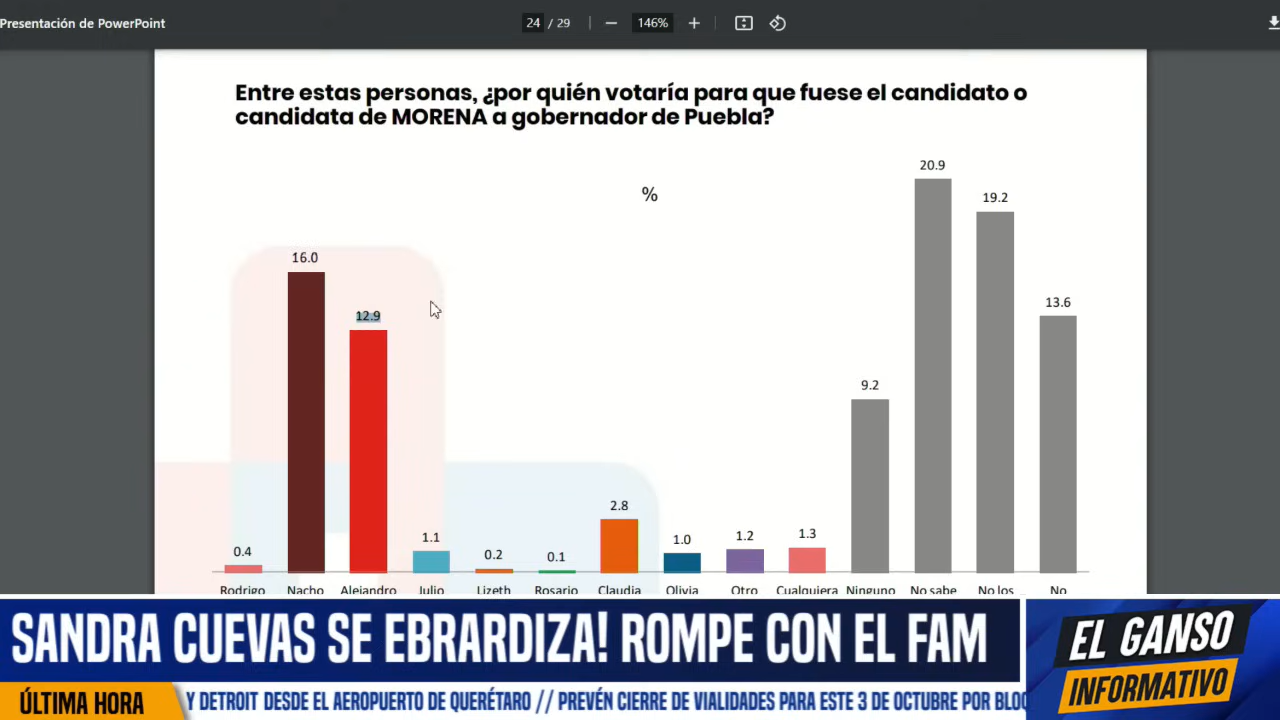 Presentación de PowerPoint
24 / 29
146%
Entre estas personas, ¿por quién votaría para que fuese el candidato o
candidata de MORENA a gobernador de Puebla?
%
0.4
16.0
12.9
1.1
0.2
0.1
2.8
1.0
1.2
1.3
9.2
20.9
19.2
13.6
Rodrigo Nacho Alejandro Julio Lizeth Rosario Claudia Olivia Otro Cualquiera Ninguno No sabe No los No
SANDRA CUEVAS SE EBRARDIZA! ROMPE CON EL FAM
EL GANSO
INFORMATIVO
ÚLTIMA HORA
Y DETROIT DESDE EL AEROPUERTO DE QUERÉTARO // PREVÉN CIERRE DE VIALIDADES PARA ESTE 3 DE OCTUBRE POR BLO